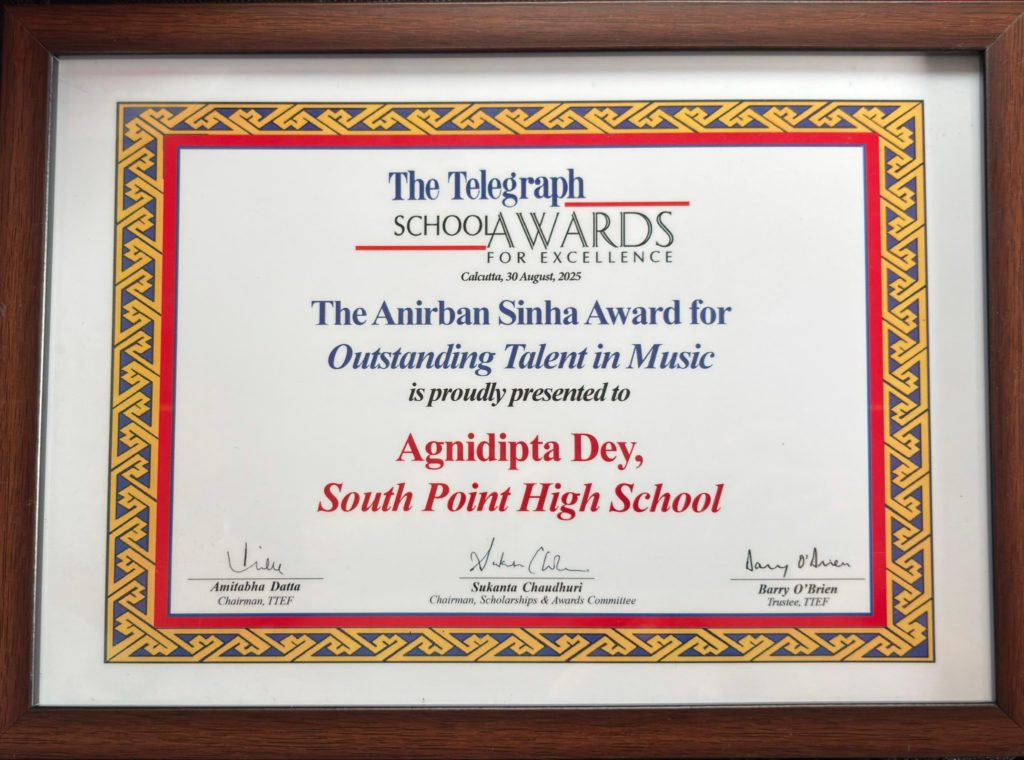 The Telegraph
SCHOOL AWARDS
FOR EXCELLENCE
Calcutta, 30 August, 2025
The Anirban Sinha Award for
Outstanding Talent in Music
is proudly presented to
Agnidipta Dey,
South Point High School
Amitabha Datta
Chairman, TTEF
Sukanta Chaudhuri
Chairman, Scholarships & Awards Committee
Barry O'Brien
Barry O’Brien
Trustee, TTEF